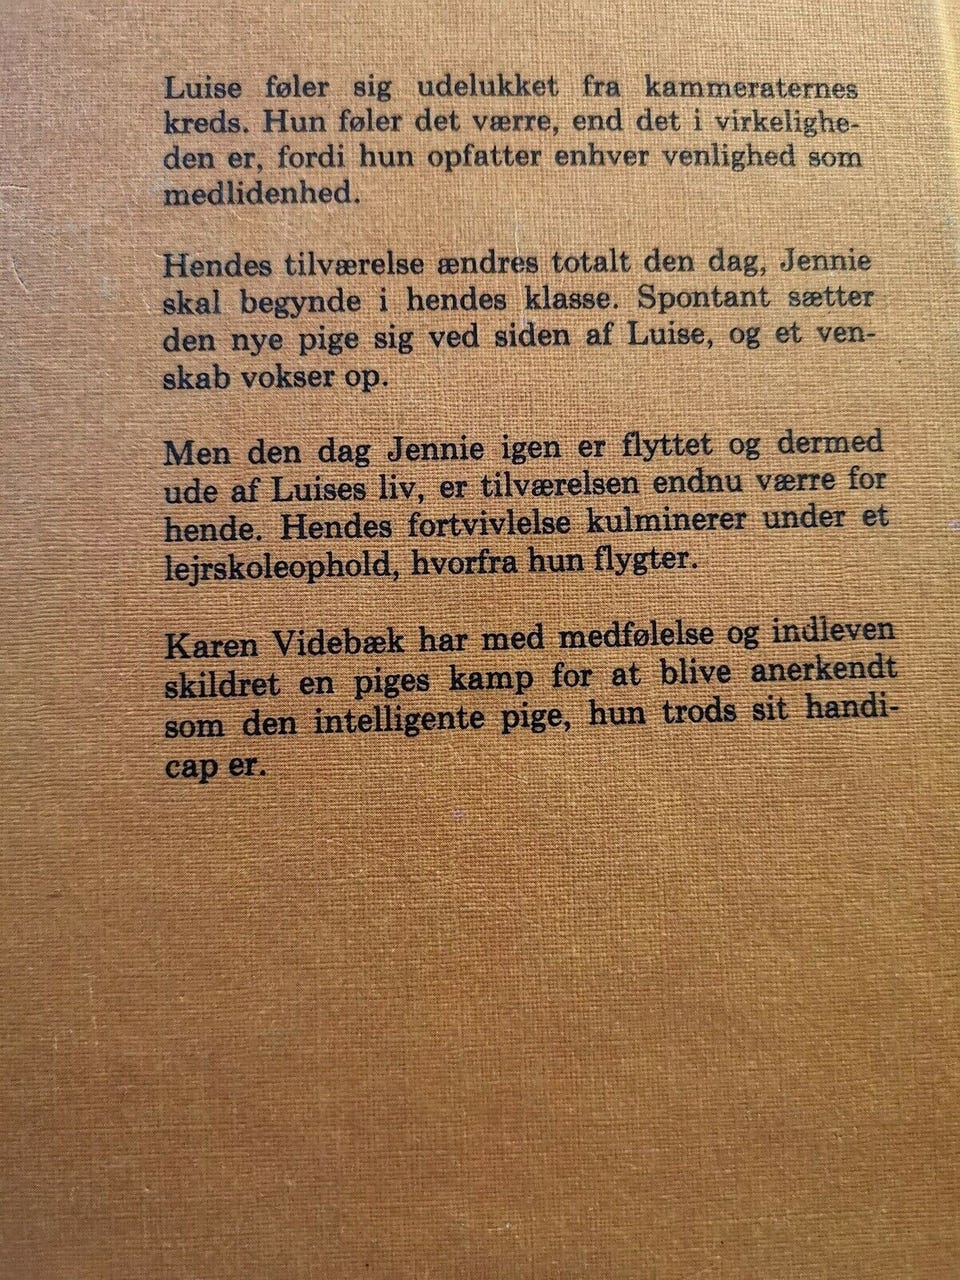 Luise føler sig udelukket fra kammeraternes
kreds. Hun føler det værre, end det i virkelighe-
den er, fordi hun opfatter enhver venlighed som
medlidenhed.
Hendes tilværelse ændres totalt den dag, Jennie
skal begynde i hendes klasse. Spontant sætter
den nye pige sig ved siden af Luise, og et ven-
skab vokser op.
Men den dag Jennie igen er flyttet og dermed
ude af Luises liv, er tilværelsen endnu værre for
hende. Hendes fortvivlelse kulminerer under et
lejrskoleophold, hvorfra hun flygter.
Karen Videbæk har med medfølelse og indleven
skildret en piges kamp for at blive anerkendt
som den intelligente pige, hun trods sit handi-
cap er.